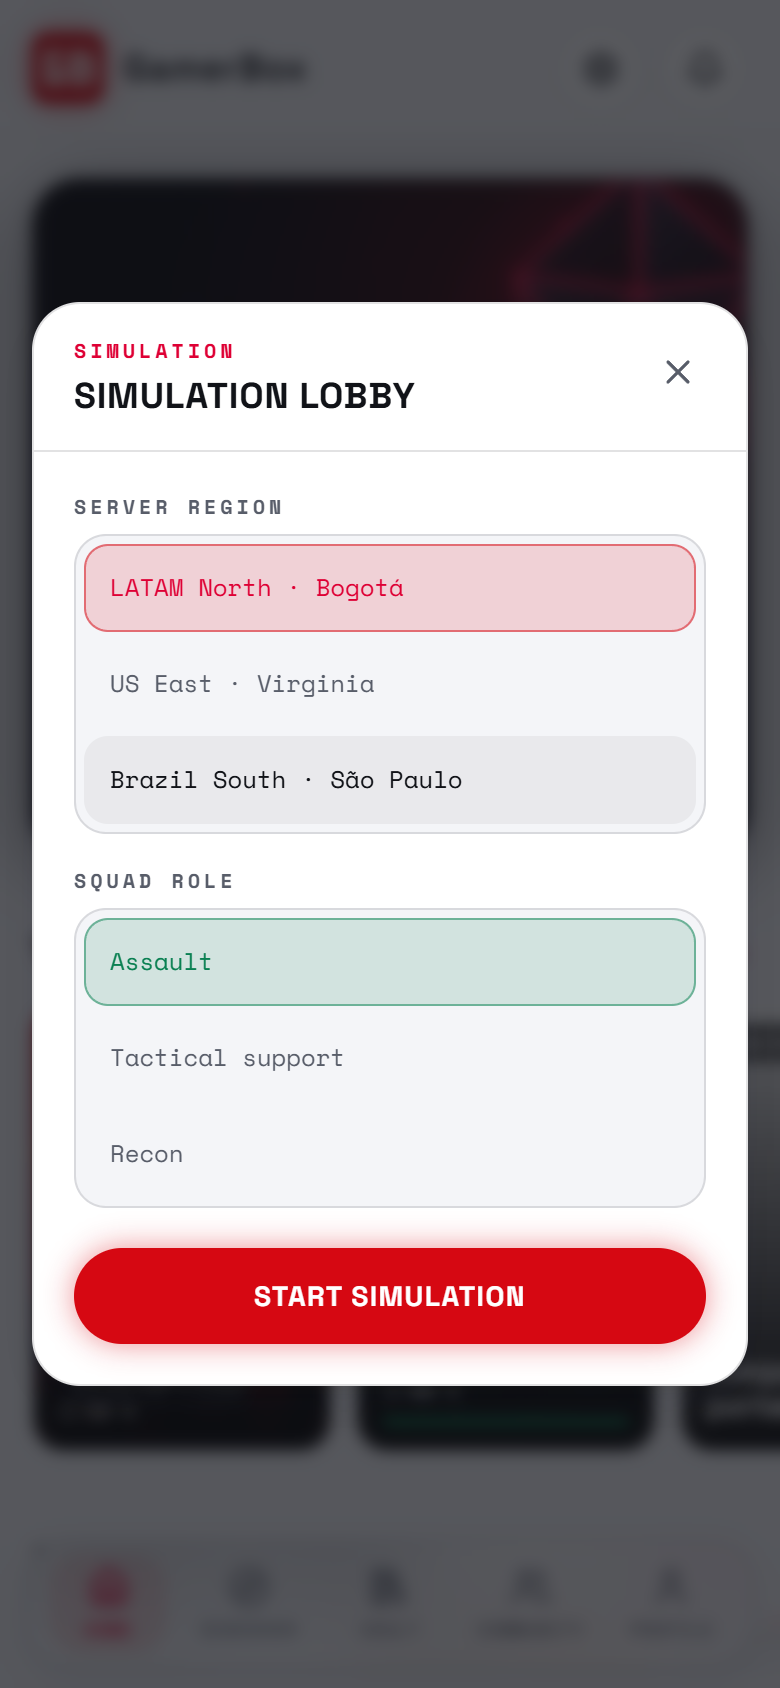 GamerBox
SIMULATION
SIMULATION LOBBY
SERVER REGION
LATAM North · Bogotá
US East · Virginia
Brazil South · São Paulo
SQUAD ROLE
Assault
Tactical support
Recon
START SIMULATION